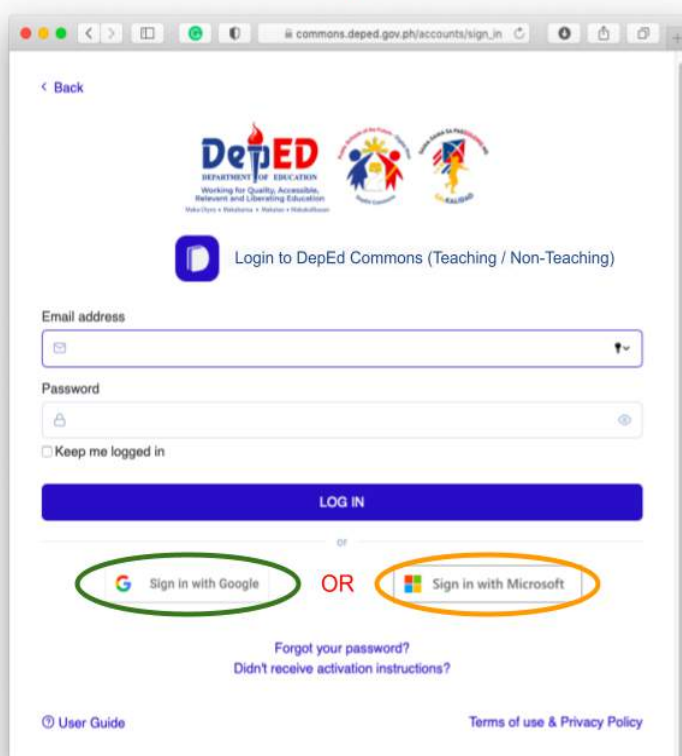 commons.deped.gov.ph/accounts/sign_in
< Back
DepED
DEPARTMENT OF EDUCATION
Working for Quality, Accessible,
Relevant and Liberating Education
Login to DepEd Commons (Teaching / Non-Teaching)
Email address
Password
Keep me logged in
LOG IN
or
Sign in with Google OR Sign in with Microsoft
Forgot your password?
Didn't receive activation instructions?
User Guide Terms of use & Privacy Policy